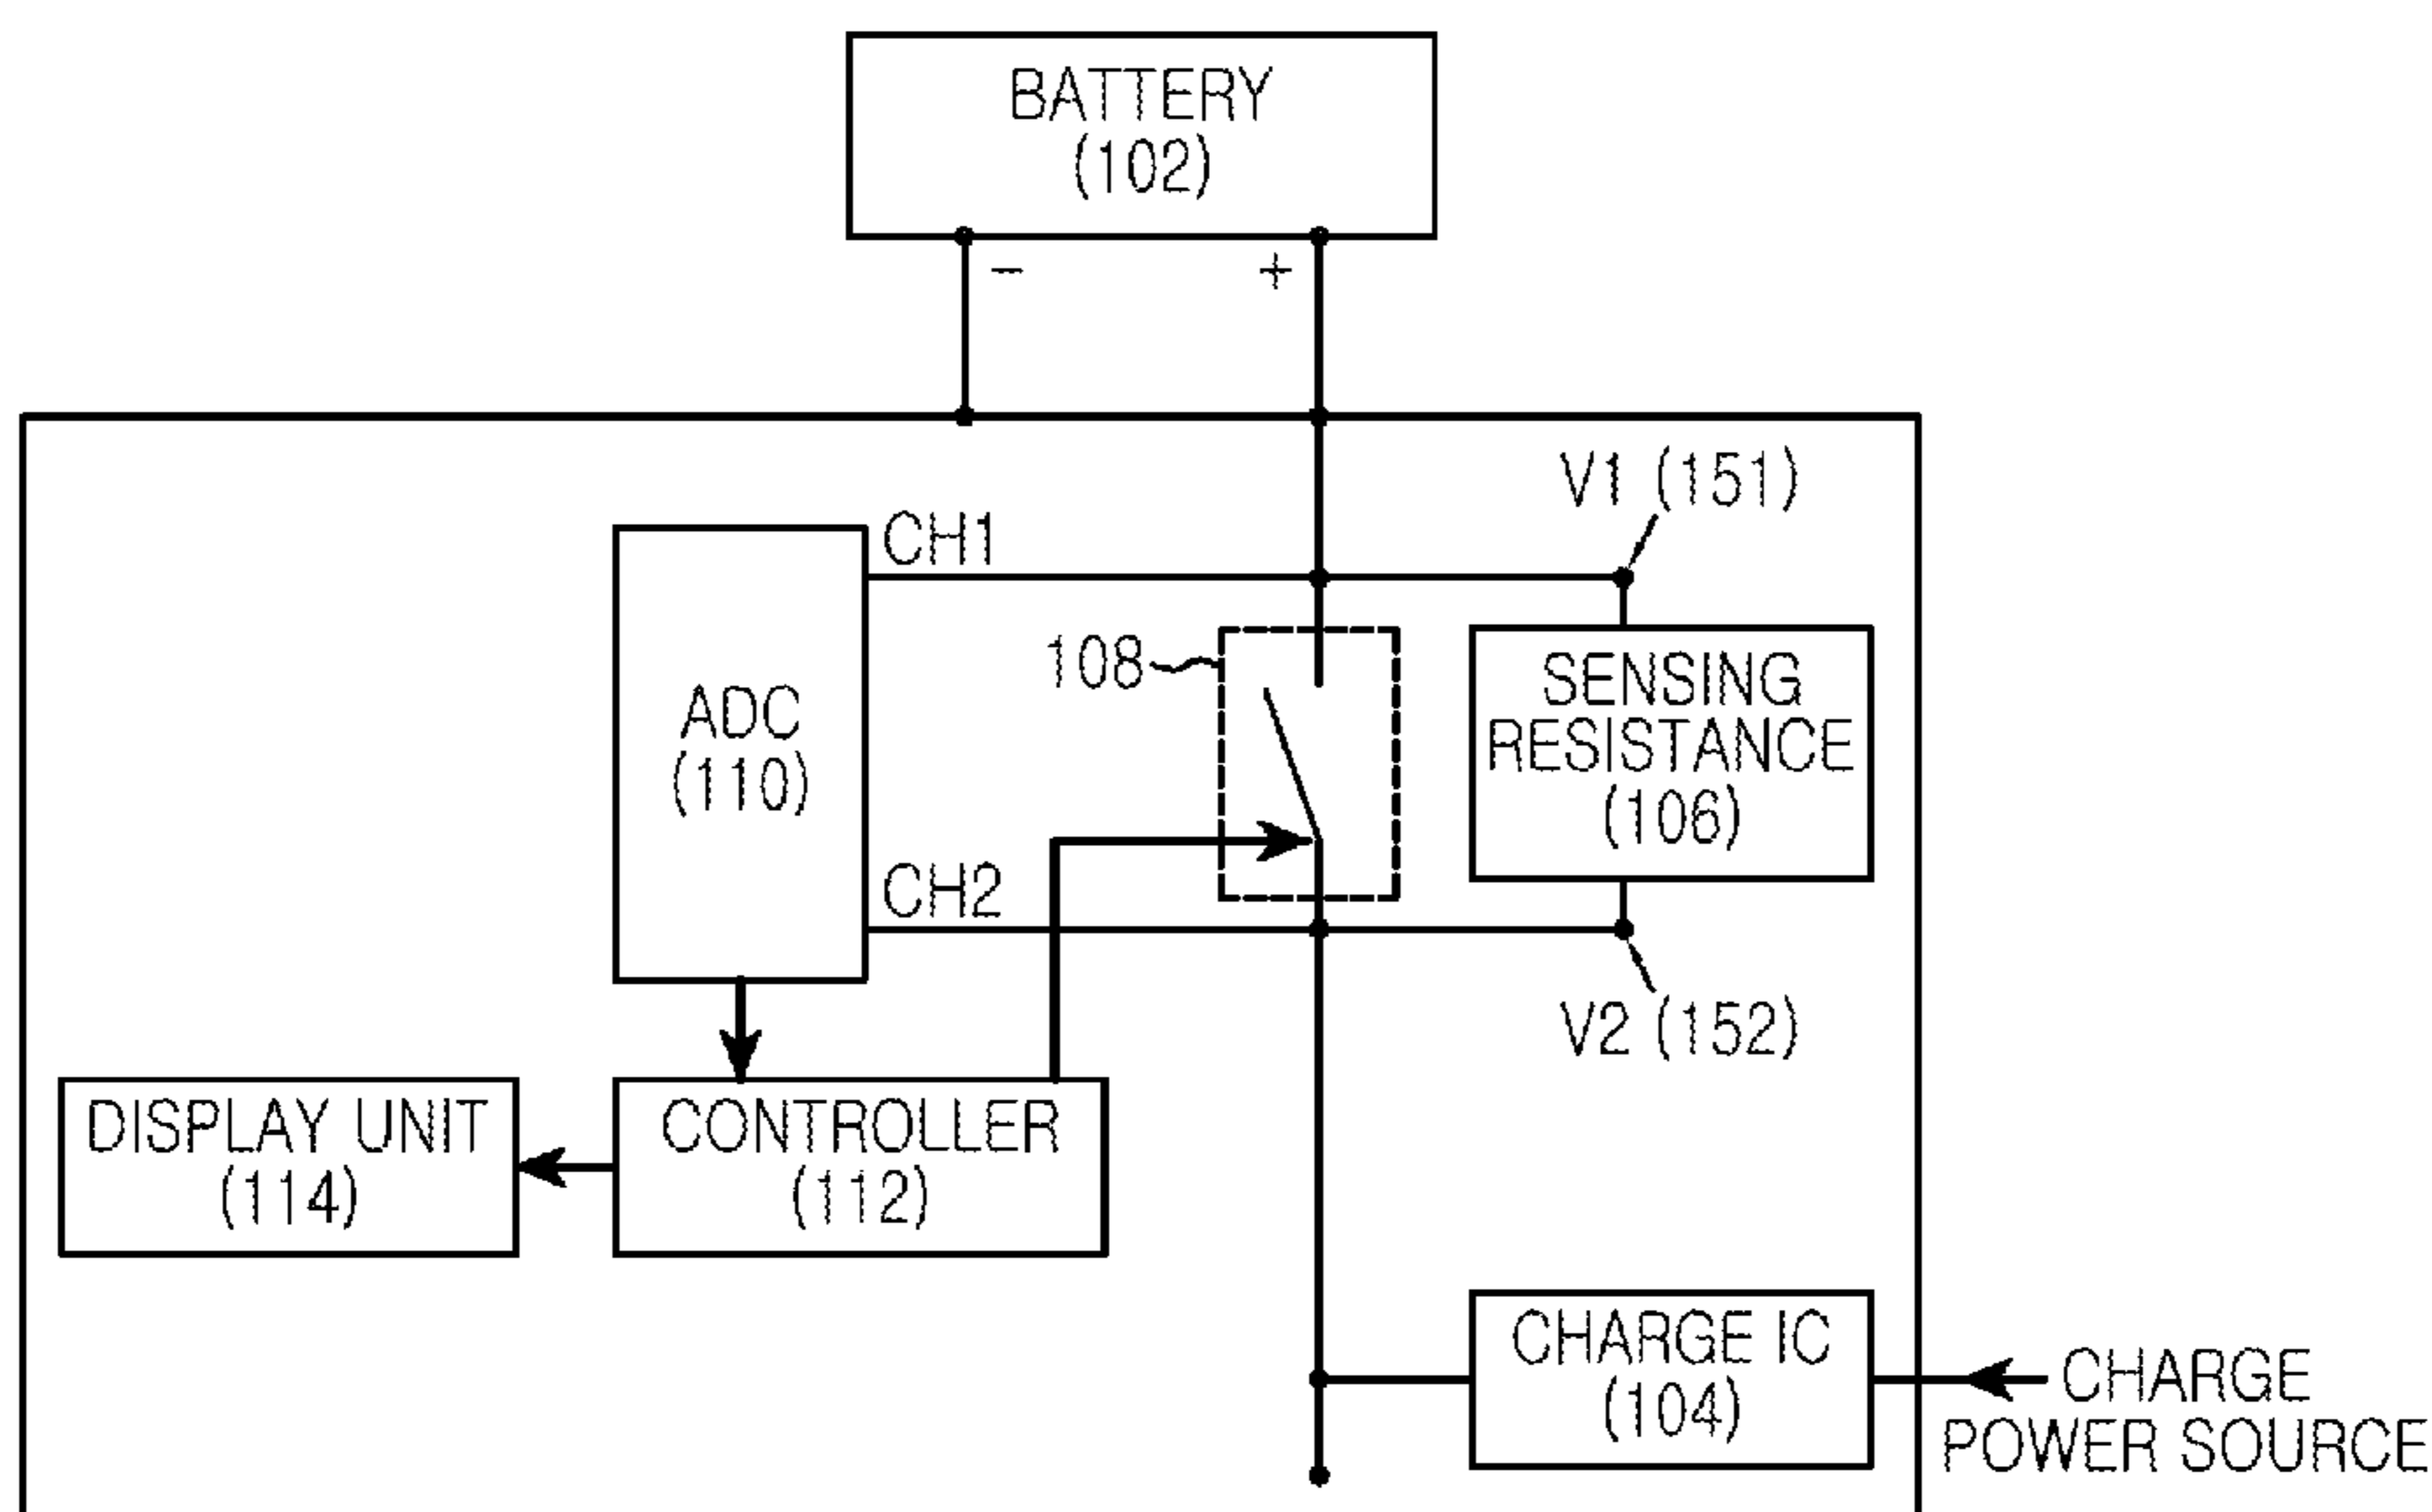 BATTERY
(102)
− +
V1 (151)
CH1
108
SENSING
RESISTANCE
(106)
ADC
(110)
CH2
V2 (152)
DISPLAY UNIT
(114)
CONTROLLER
(112)
CHARGE IC
(104)
CHARGE
POWER SOURCE